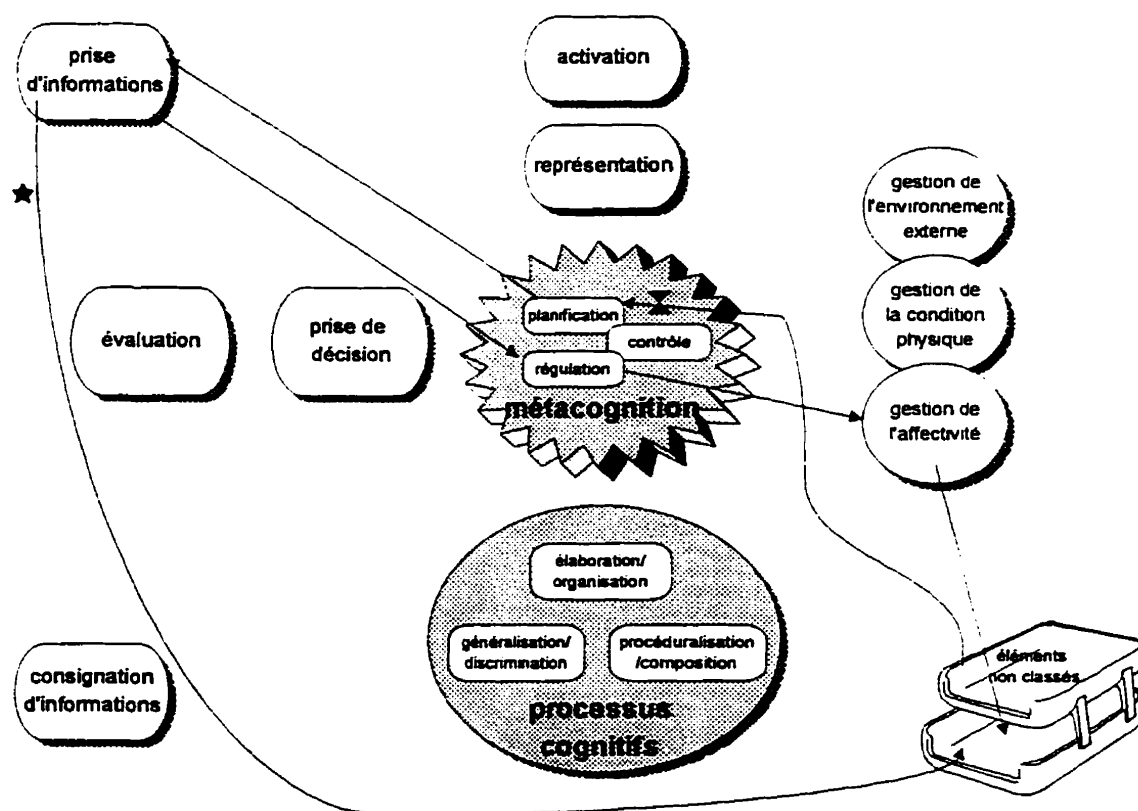 prise
d'informations
activation
représentation
gestion de
l'environnement
externe
gestion de
la condition
physique
gestion de
l'affectivité
évaluation
prise de
décision
planification
contrôle
régulation
métacognition
élaboration/
organisation
généralisation/
discrimination
procéduralisation
/composition
processus
cognitifs
consignation
d'informations
éléments
non classés